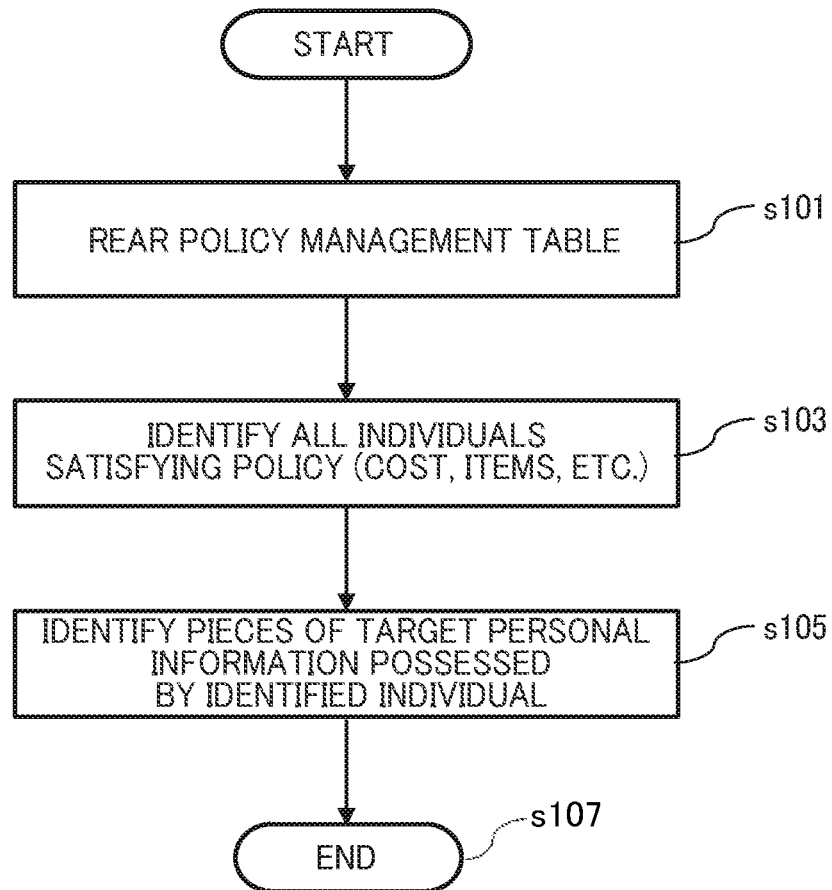 START
REAR POLICY MANAGEMENT TABLE
s101
IDENTIFY ALL INDIVIDUALS
SATISFYING POLICY (COST, ITEMS, ETC.)
s103
IDENTIFY PIECES OF TARGET PERSONAL
INFORMATION POSSESSED
BY IDENTIFIED INDIVIDUAL
s105
END
s107